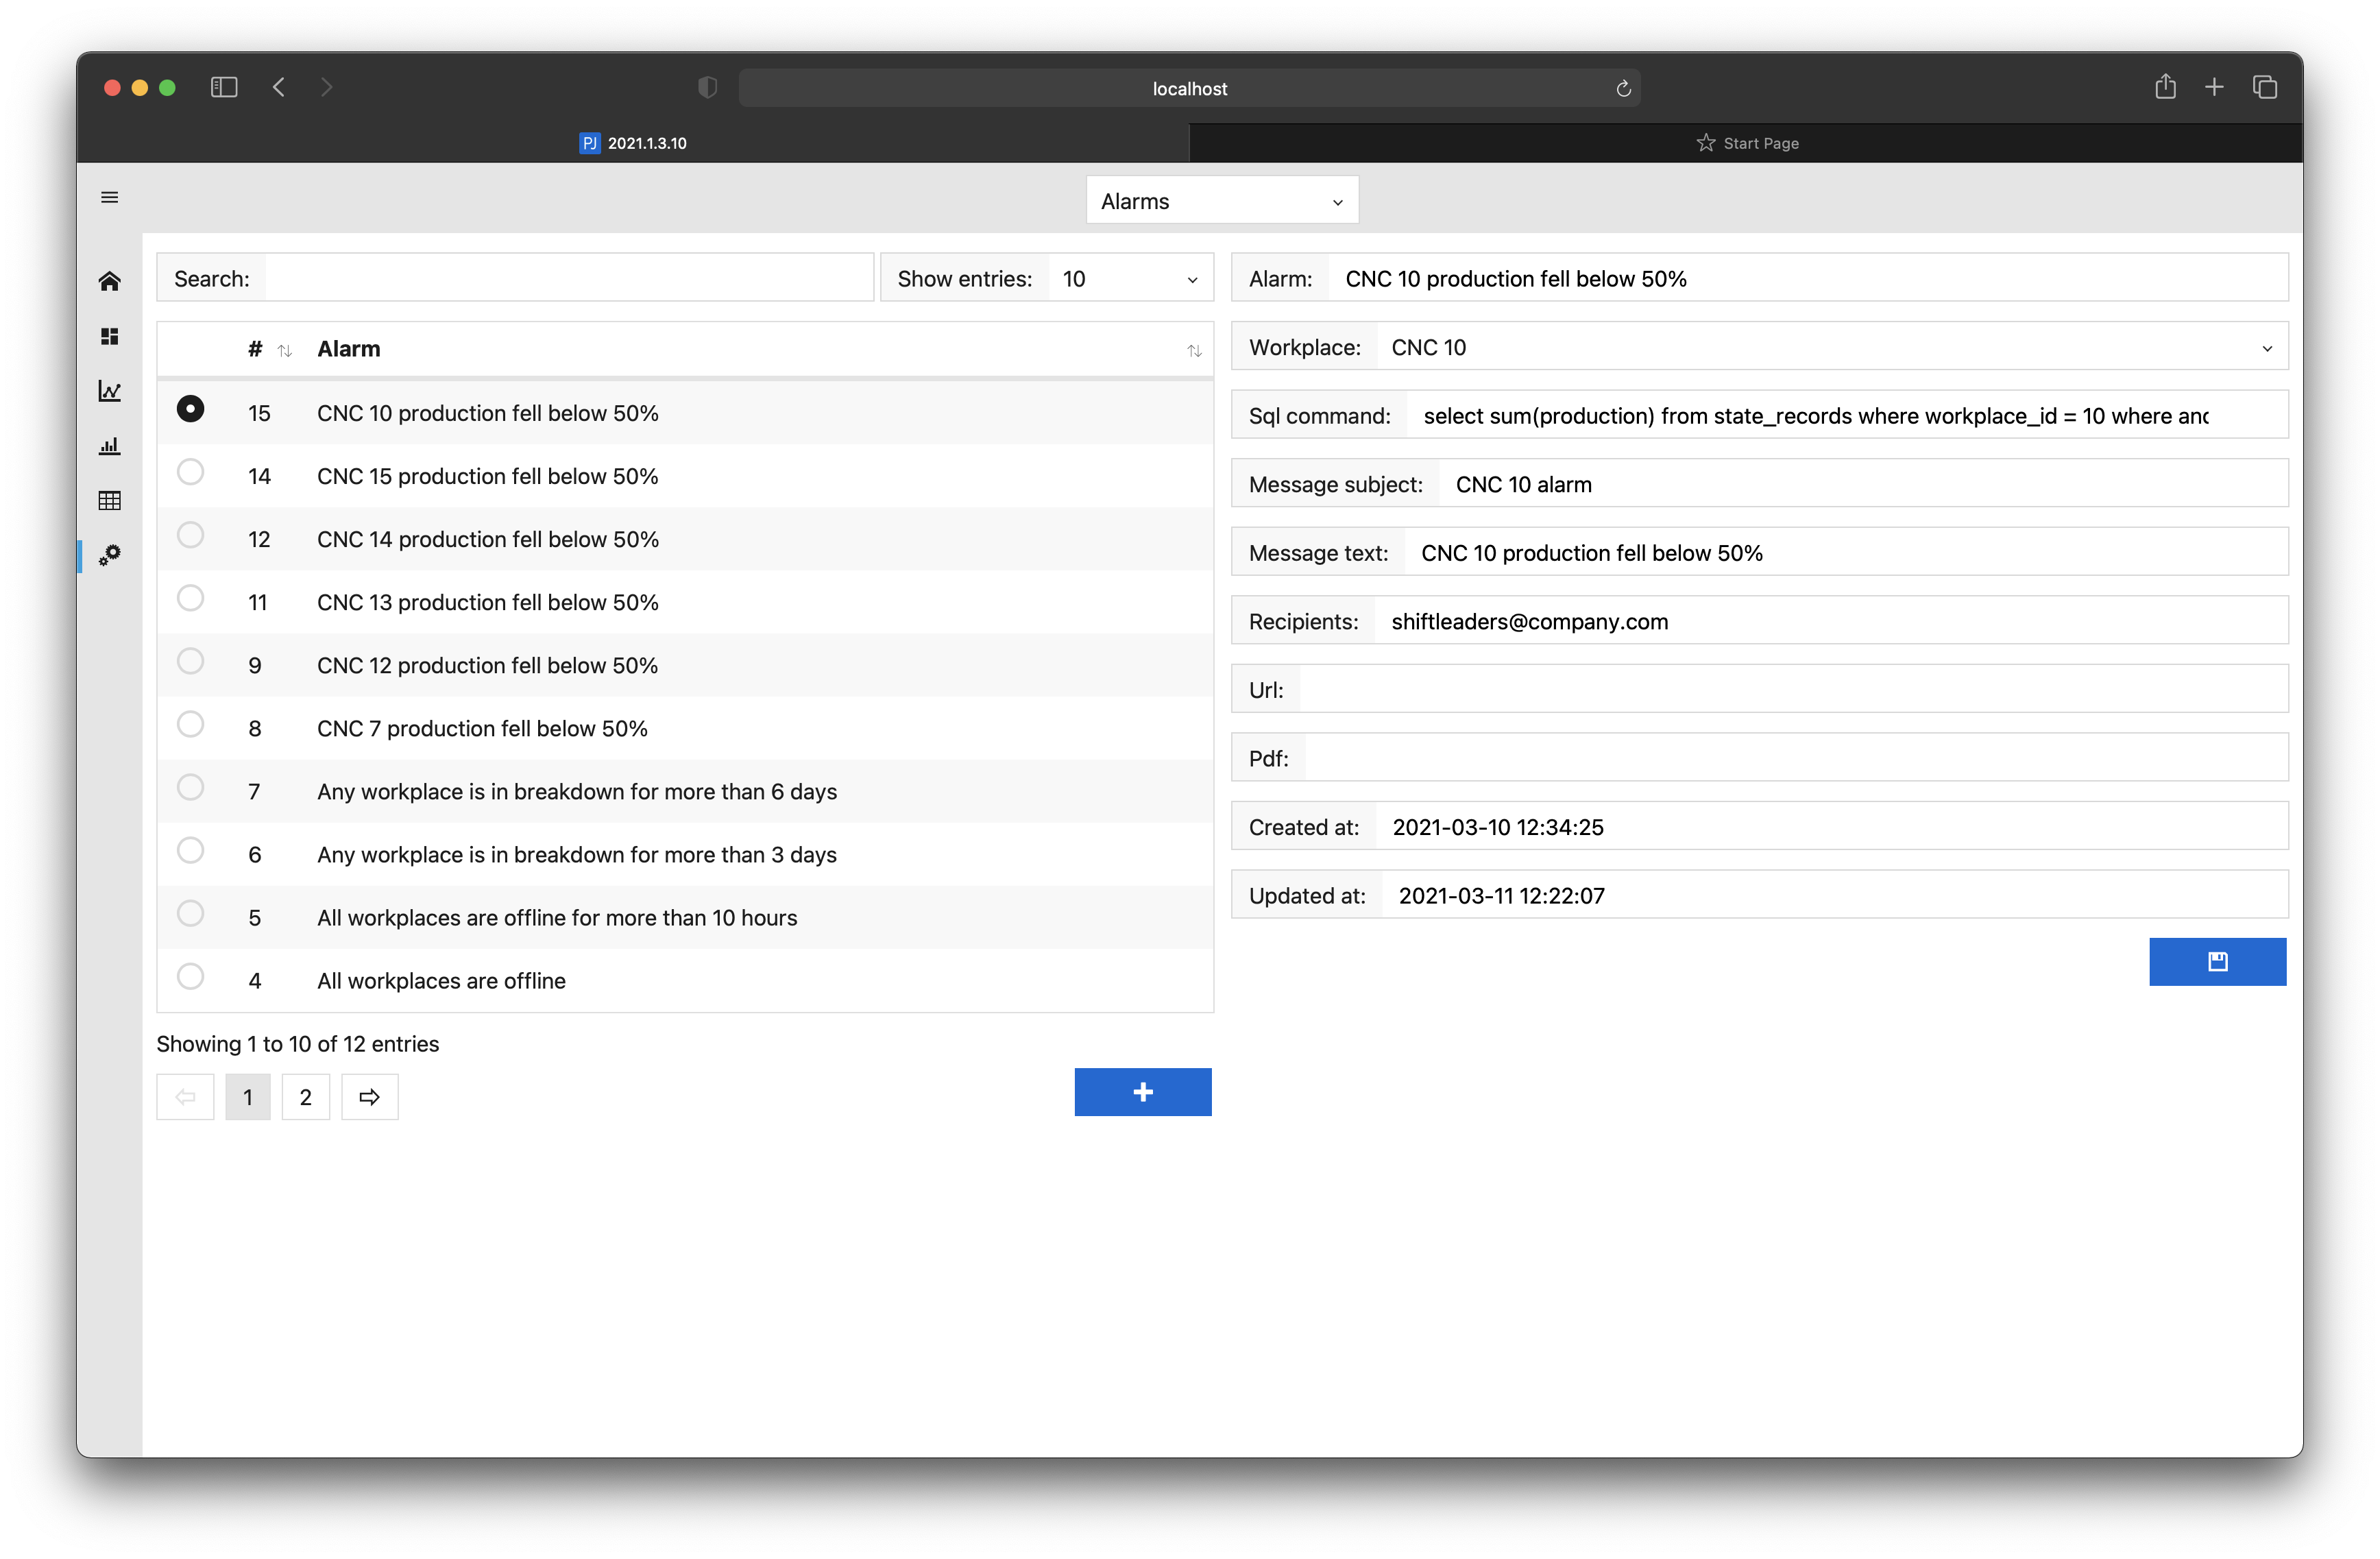 localhost
PJ 2021.1.3.10
Start Page
Alarms
Search:
Show entries: 10
# Alarm
15 CNC 10 production fell below 50%
14 CNC 15 production fell below 50%
12 CNC 14 production fell below 50%
11 CNC 13 production fell below 50%
9 CNC 12 production fell below 50%
8 CNC 7 production fell below 50%
7 Any workplace is in breakdown for more than 6 days
6 Any workplace is in breakdown for more than 3 days
5 All workplaces are offline for more than 10 hours
4 All workplaces are offline
Showing 1 to 10 of 12 entries
1 2
Alarm: CNC 10 production fell below 50%
Workplace: CNC 10
Sql command: select sum(production) from state_records where workplace_id = 10 where
Message subject: CNC 10 alarm
Message text: CNC 10 production fell below 50%
Recipients: shiftleaders@company.com
Url:
Pdf:
Created at: 2021-03-10 12:34:25
Updated at: 2021-03-11 12:22:07